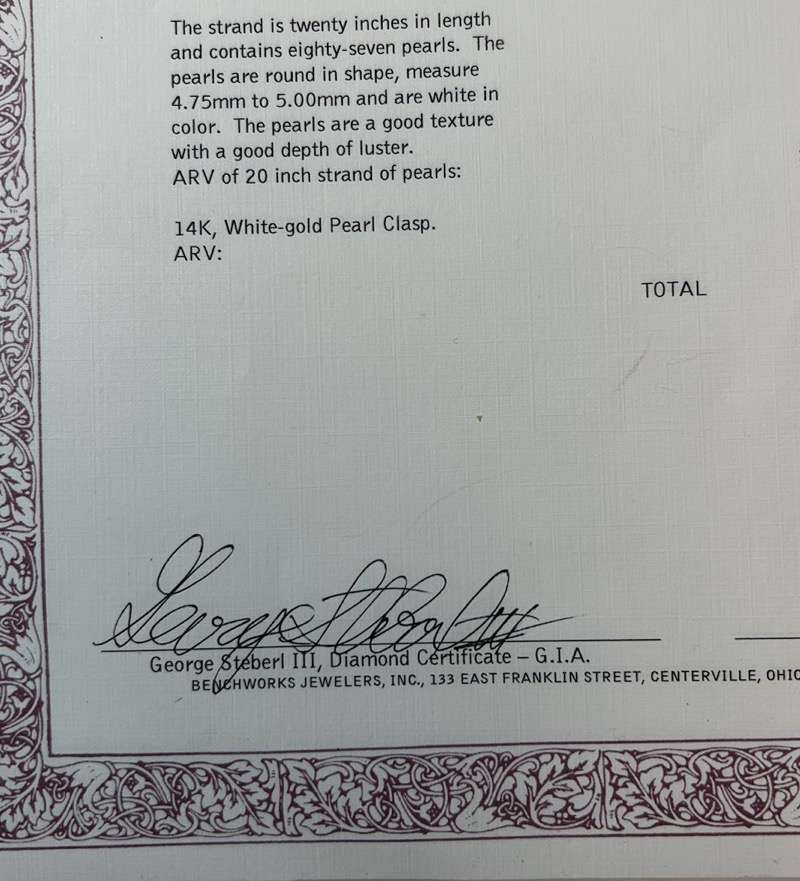 The strand is twenty inches in length
and contains eighty-seven pearls. The
pearls are round in shape, measure
4.75mm to 5.00mm and are white in
color. The pearls are a good texture
with a good depth of luster.
ARV of 20 inch strand of pearls:
14K, White-gold Pearl Clasp.
ARV:
TOTAL
George Steberl III
George Steberl III, Diamond Certificate – G.I.A.
BENCHWORKS JEWELERS, INC., 133 EAST FRANKLIN STREET, CENTERVILLE, OHIO